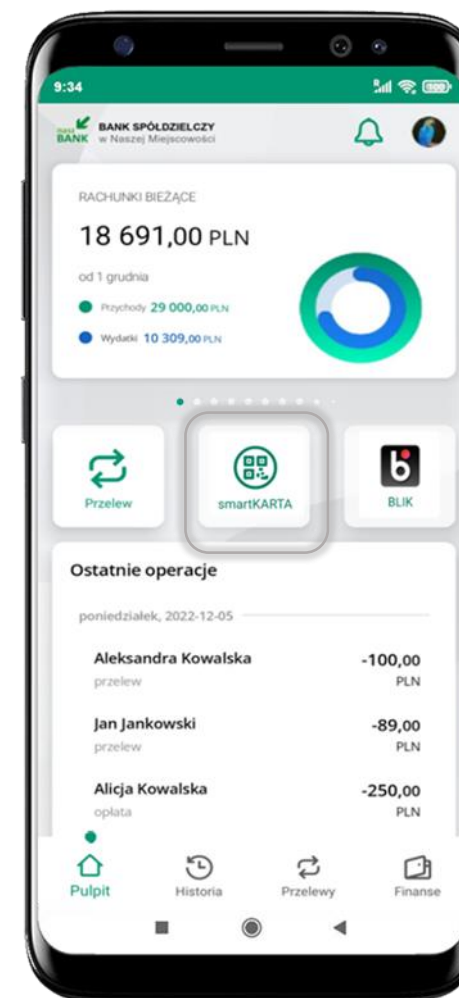 9:34
nasz
BANK
BANK SPÓŁDZIELCZY
w Naszej Miejscowości
RACHUNKI BIEŻĄCE
18 691,00 PLN
od 1 grudnia
Przychody 29 000,00 PLN
Wydatki 10 309,00 PLN
Przelew
smartKARTA
BLIK
Ostatnie operacje
poniedziałek, 2022-12-05
Aleksandra Kowalska
-100,00
przelew
PLN
Jan Jankowski
-89,00
przelew
PLN
Alicja Kowalska
-250,00
opłata
PLN
Pulpit
Historia
Przelewy
Finanse